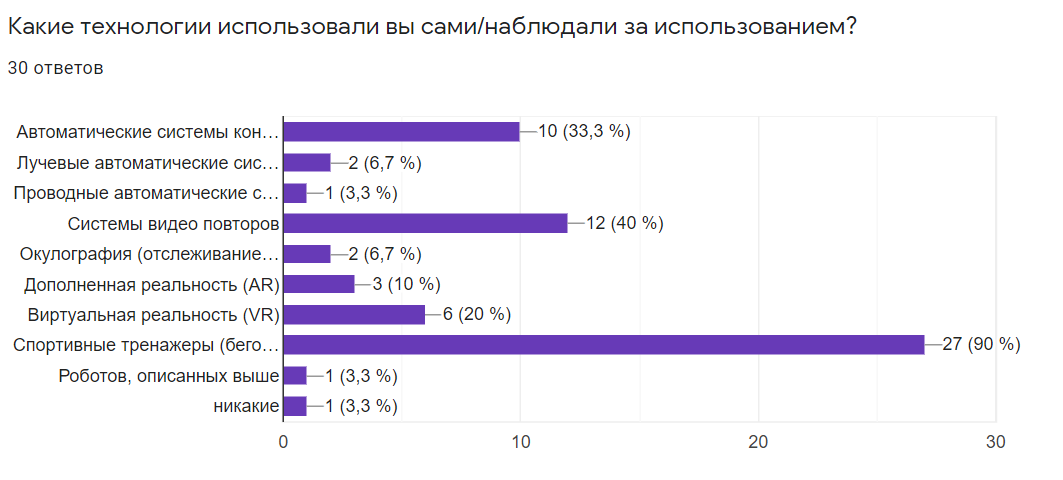 Какие технологии использовали вы сами/наблюдали за использованием?
30 ответов
Автоматические системы кон… 10 (33,3 %)
Лучевые автоматические сис… 2 (6,7 %)
Проводные автоматические с… 1 (3,3 %)
Системы видео повторов 12 (40 %)
Окулография (отслеживание… 2 (6,7 %)
Дополненная реальность (AR) 3 (10 %)
Виртуальная реальность (VR) 6 (20 %)
Спортивные тренажеры (бего… 27 (90 %)
Роботов, описанных выше 1 (3,3 %)
никакие 1 (3,3 %)
0 10 20 30